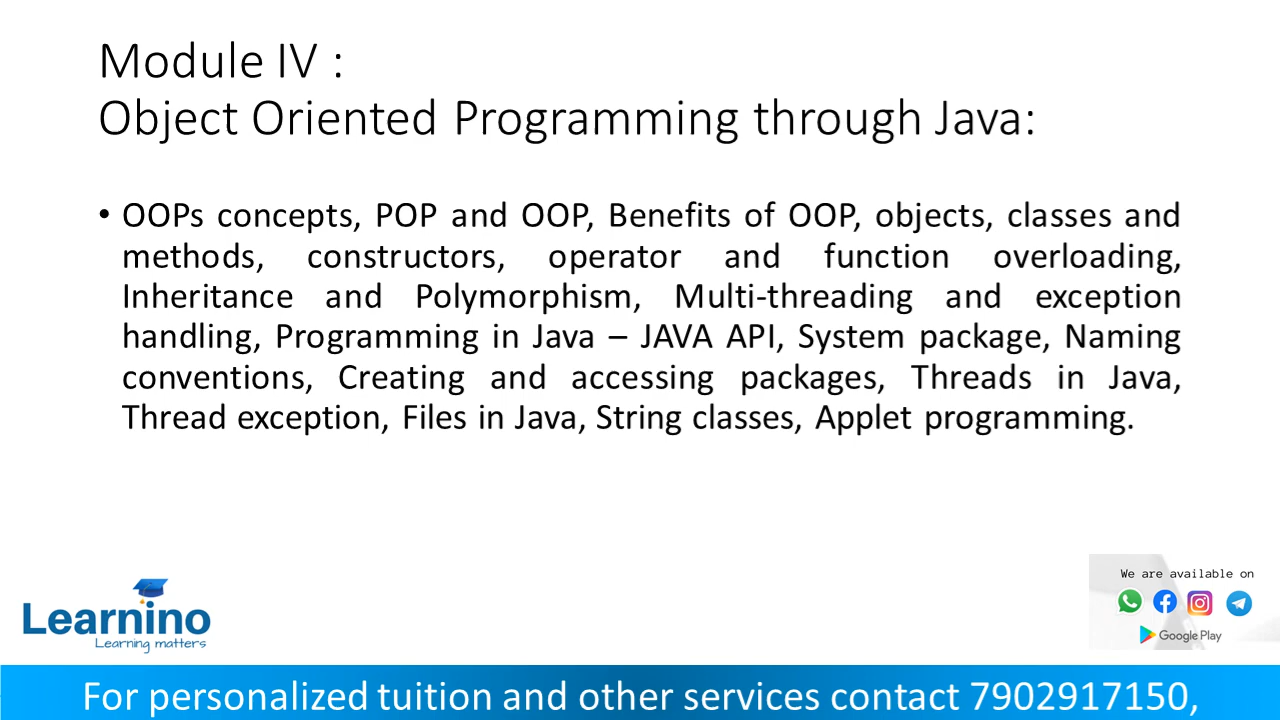 Module IV :
Object Oriented Programming through Java:
• OOPs concepts, POP and OOP, Benefits of OOP, objects, classes and
methods, constructors, operator and function overloading,
Inheritance and Polymorphism, Multi-threading and exception
handling, Programming in Java – JAVA API, System package, Naming
conventions, Creating and accessing packages, Threads in Java,
Thread exception, Files in Java, String classes, Applet programming.
We are available on
Google Play
Learnino
Learning matters
For personalized tuition and other services contact 7902917150,